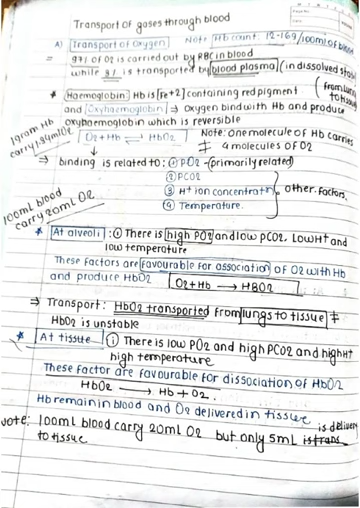 Transport of gases through blood
A) Transport of Oxygen Note: Hb count: 12-16g/100ml of blood
= 97% of O2 is carried out by RBC in blood
while 3% is transported by blood plasma (in dissolved state)
(from lungs to tissue)
* Haemoglobin: Hb is [Fe+2] containing red pigment
and Oxyhaemoglobin ⇒ Oxygen bind with Hb and produce
Oxyhaemoglobin which is reversible
1gram Hb
carry 1.34ml O2
O2 + Hb ⇌ HbO2
Note: One molecule of Hb carries
4 molecules of O2
⇒ binding is related to: ① PO2 - (primarily related)
② PCO2
③ H+ ion concentration
④ Temperature.
other factors.
100mL blood
carry 20mL O2
* At alveoli: ① There is high PO2 and low pCO2, Low H+ and
low temperature
These factors are favourable for association of O2 with Hb
and produce HbO2 O2 + Hb → HBO2
⇒ Transport: HbO2 transported from lungs to tissue
HbO2 is unstable
* At tissue ① There is low PO2 and high PCO2 and high H+
high temperature
These factor are favourable for dissociation of HbO2
HbO2 → Hb + O2.
Hb remain in blood and O2 delivered in tissue
Note: 100mL blood carry 20mL O2 but only 5mL is delivery
to tissue